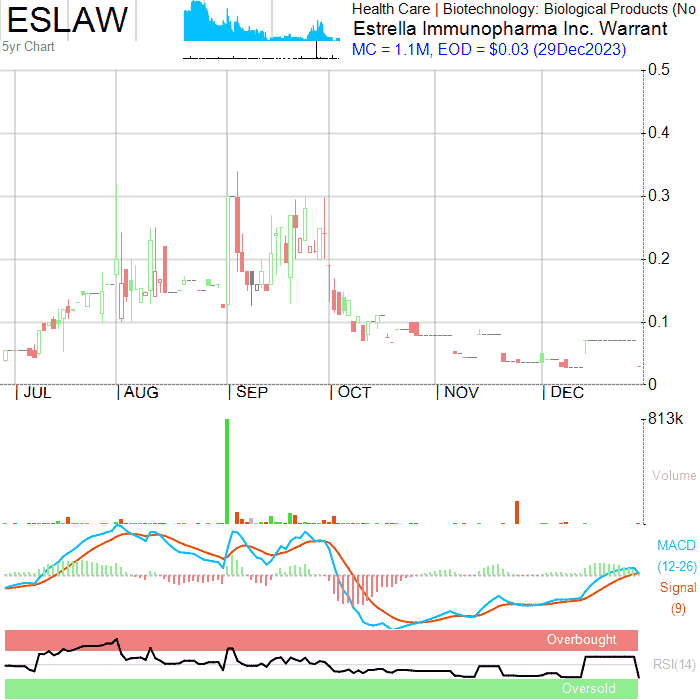 ESLAW
5yr Chart
Health Care | Biotechnology: Biological Products (No
Estrella Immunopharma Inc. Warrant
MC = 1.1M, EOD = $0.03 (29Dec2023)
0.5
0.4
0.3
0.2
0.1
0
JUL AUG SEP OCT NOV DEC
813k
Volume
MACD
(12-26)
Signal
(9)
Overbought
RSI(14)
Oversold